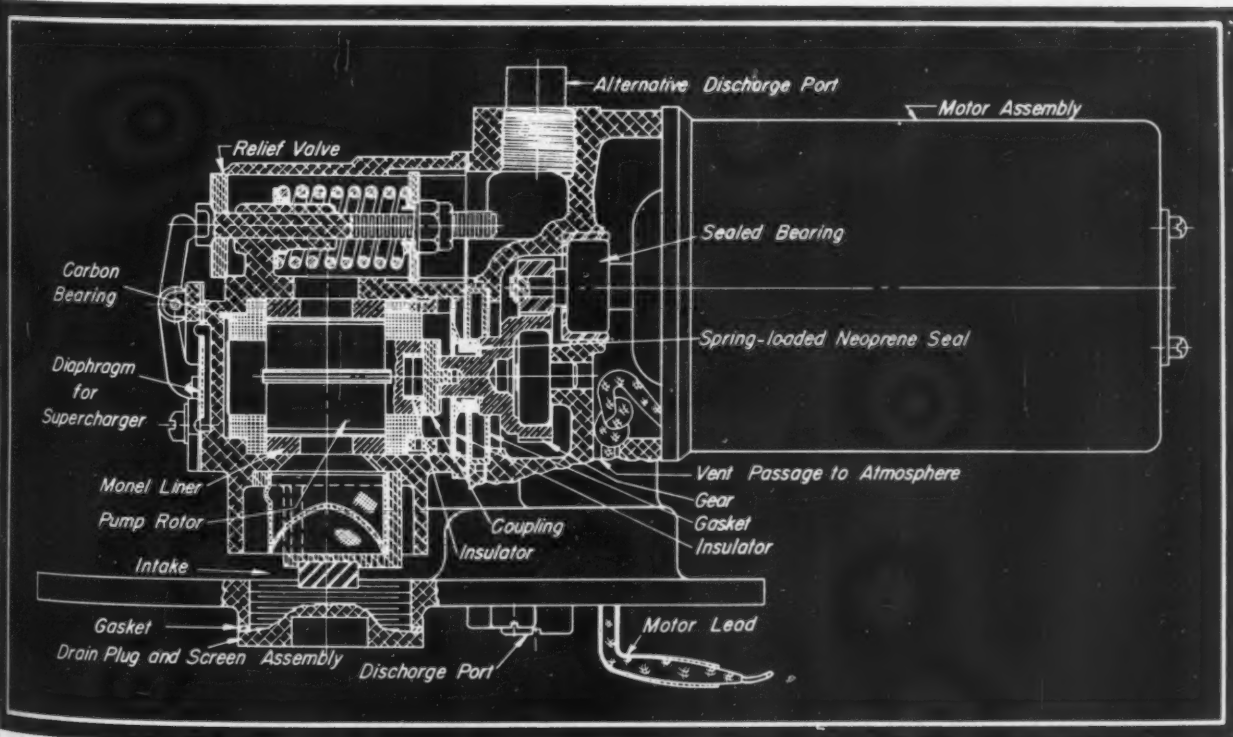 Alternative Discharge Port
Motor Assembly
Relief Valve
Sealed Bearing
Carbon
Bearing
Spring-loaded Neoprene Seal
Diaphragm
for
Supercharger
Vent Passage to Atmosphere
Monel Liner
Gear
Pump Rotor
Coupling
Gasket
Insulator
Insulator
Intake
Gasket
Motor Lead
Drain Plug and Screen Assembly
Discharge Port